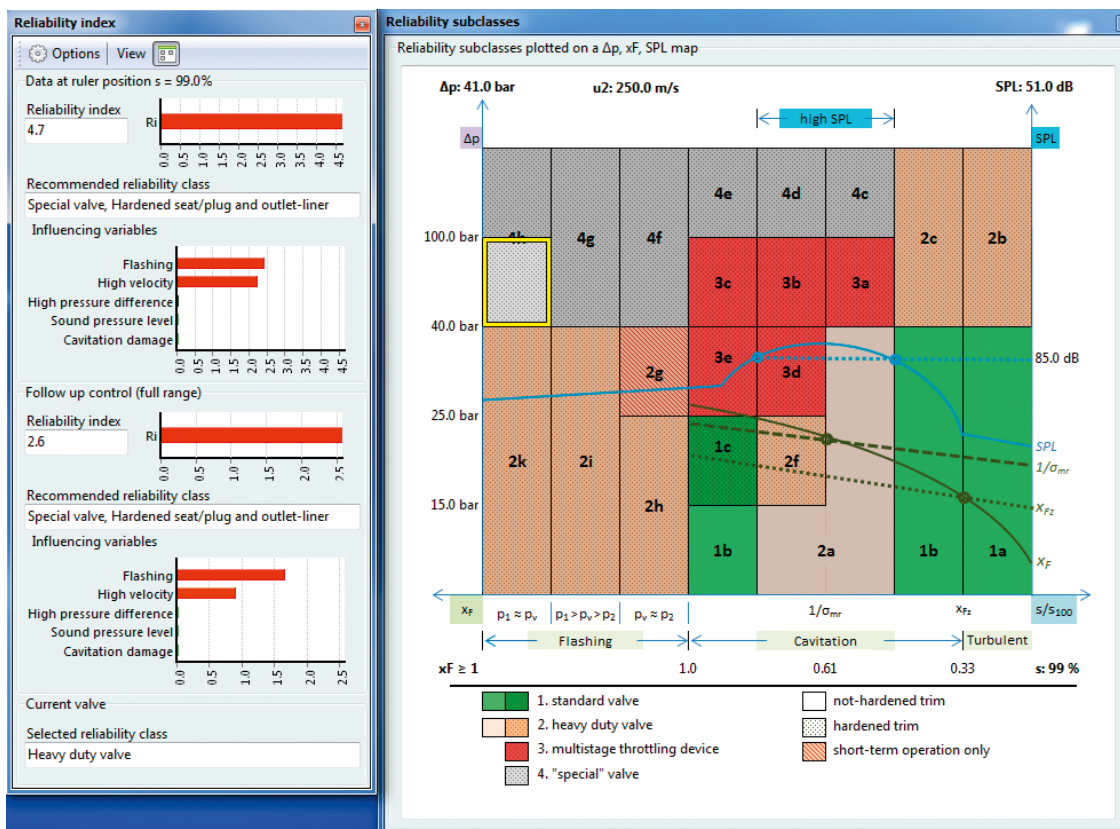 Reliability index
Options View
Data at ruler position s = 99.0%
Reliability index
4.7
Ri
0.0 0.5 1.0 1.5 2.0 2.5 3.0 3.5 4.0 4.5
Recommended reliability class
Special valve, Hardened seat/plug and outlet-liner
Influencing variables
Flashing
High velocity
High pressure difference
Sound pressure level
Cavitation damage
0.0 0.5 1.0 1.5 2.0 2.5 3.0 3.5 4.0 4.5
Follow up control (full range)
Reliability index
2.6
Ri
0.0 0.5 1.0 1.5 2.0 2.5
Recommended reliability class
Special valve, Hardened seat/plug and outlet-liner
Influencing variables
Flashing
High velocity
High pressure difference
Sound pressure level
Cavitation damage
0.0 0.5 1.0 1.5 2.0 2.5
Current valve
Selected reliability class
Heavy duty valve
Reliability subclasses
Reliability subclasses plotted on a Δp, xF, SPL map
Δp: 41.0 bar u2: 250.0 m/s SPL: 51.0 dB
high SPL
Δp SPL
4e 4d 4c
100.0 bar 4h 4g 4f 2c 2b
3c 3b 3a
40.0 bar
3e 3d 85.0 dB
2g
25.0 bar
SPL
2k 2i 1c 2f 1/σmr
15.0 bar 2h xFz
1b 2a 1b 1a xF
xF p1 ≈ pv p1 > pv > p2 pv ≈ p2 1/σmr xFz s/s100
Flashing Cavitation Turbulent
xF ≥ 1 1.0 0.61 0.33 s: 99 %
1. standard valve not-hardened trim
2. heavy duty valve hardened trim
3. multistage throttling device short-term operation only
4. "special" valve